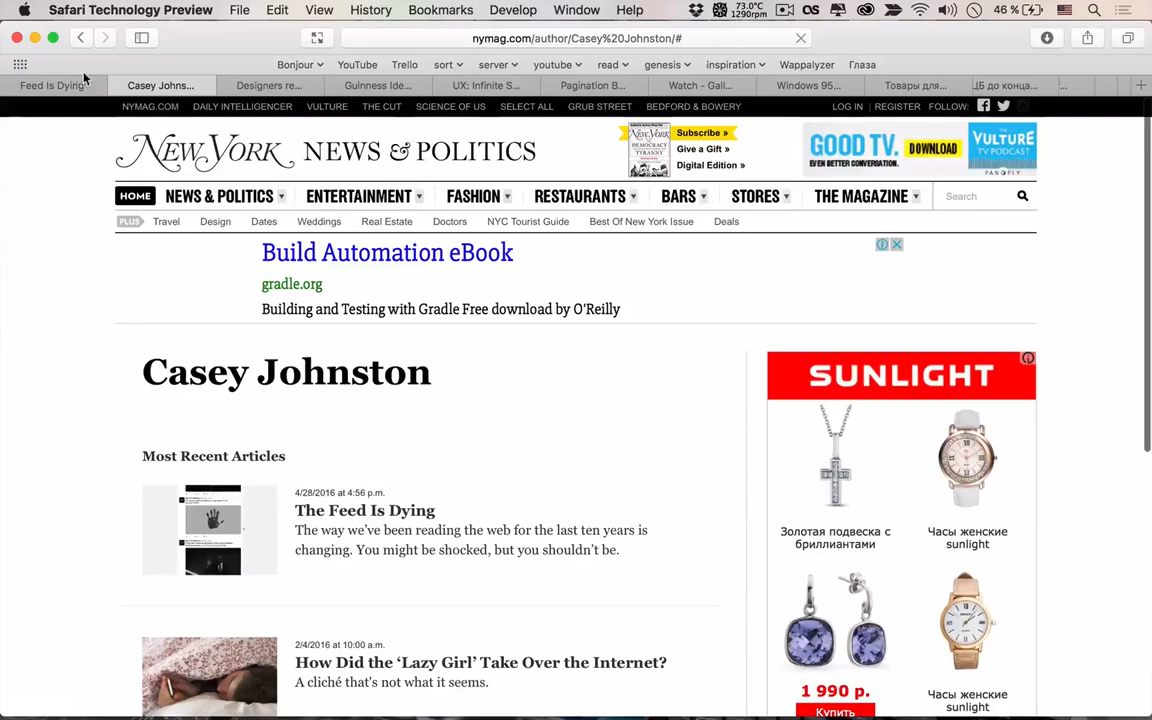 Safari Technology Preview File Edit View History Bookmarks Develop Window Help 73.0°C 1290rpm 46 %
nymag.com/author/Casey%20Johnston/#
Bonjour YouTube Trello sort server youtube read genesis inspiration Wappalyzer Глаза
Feed Is Dying Casey Johns... Designers re... Guinness Ide... UX: Infinite S... Pagination B... Watch - Gall... Windows 95... Товары для... ЦБ до конца...
NYMAG.COM DAILY INTELLIGENCER VULTURE THE CUT SCIENCE OF US SELECT ALL GRUB STREET BEDFORD & BOWERY LOG IN | REGISTER FOLLOW:
NEW YORK NEWS & POLITICS
Subscribe »
Give a Gift »
Digital Edition »
GOOD TV.
EVEN BETTER CONVERSATION.
DOWNLOAD
THE VULTURE TV PODCAST
PANOPLY
HOME NEWS & POLITICS ENTERTAINMENT FASHION RESTAURANTS BARS STORES THE MAGAZINE Search
PLUS Travel Design Dates Weddings Real Estate Doctors NYC Tourist Guide Best Of New York Issue Deals
Build Automation eBook
gradle.org
Building and Testing with Gradle Free download by O'Reilly
Casey Johnston
Most Recent Articles
4/28/2016 at 4:56 p.m.
The Feed Is Dying
The way we've been reading the web for the last ten years is
changing. You might be shocked, but you shouldn't be.
2/4/2016 at 10:00 a.m.
How Did the 'Lazy Girl' Take Over the Internet?
A cliché that's not what it seems.
SUNLIGHT
Золотая подвеска с
бриллиантами
Часы женские
sunlight
1 990 р.
Купить
Часы женские
sunlight